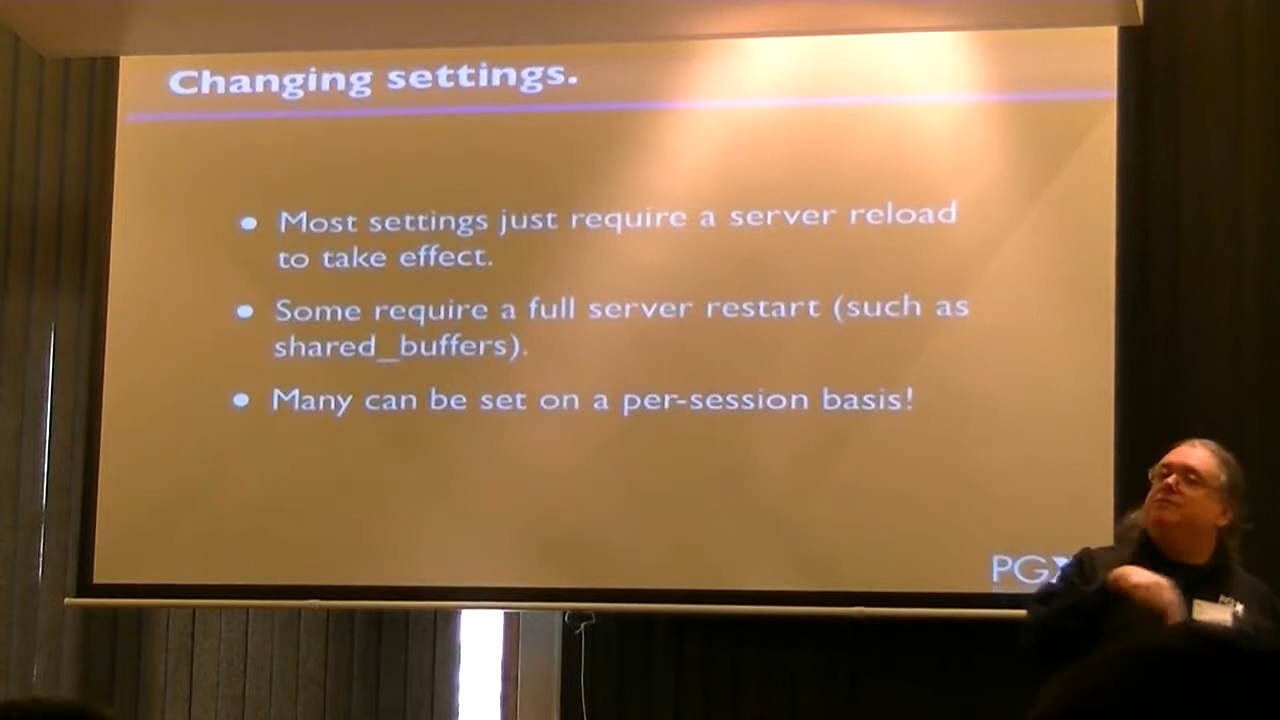 Changing settings.
• Most settings just require a server reload
to take effect.
• Some require a full server restart (such as
shared_buffers).
• Many can be set on a per-session basis!
PGX